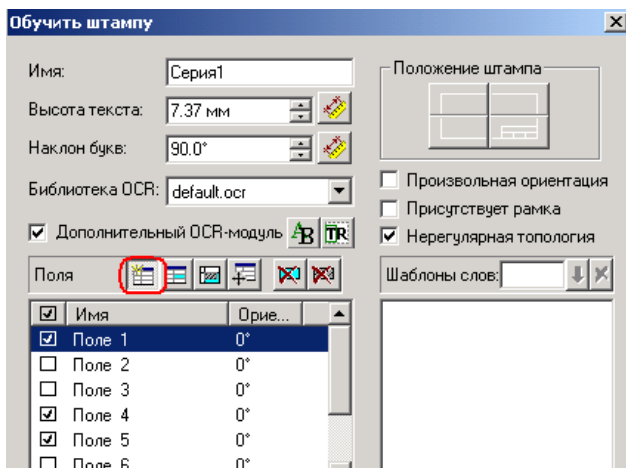 Обучить штампу
Имя: Серия1
Высота текста: 7.37 мм
Наклон букв: 90.0°
Библиотека OCR: default.ocr
Дополнительный OCR-модуль AB TR
Поля
Имя Орие...
Поле 1 0°
Поле 2 0°
Поле 3 0°
Поле 4 0°
Поле 5 0°
Поле 6 0°
Положение штампа
Произвольная ориентация
Присутствует рамка
Нерегулярная топология
Шаблоны слов: